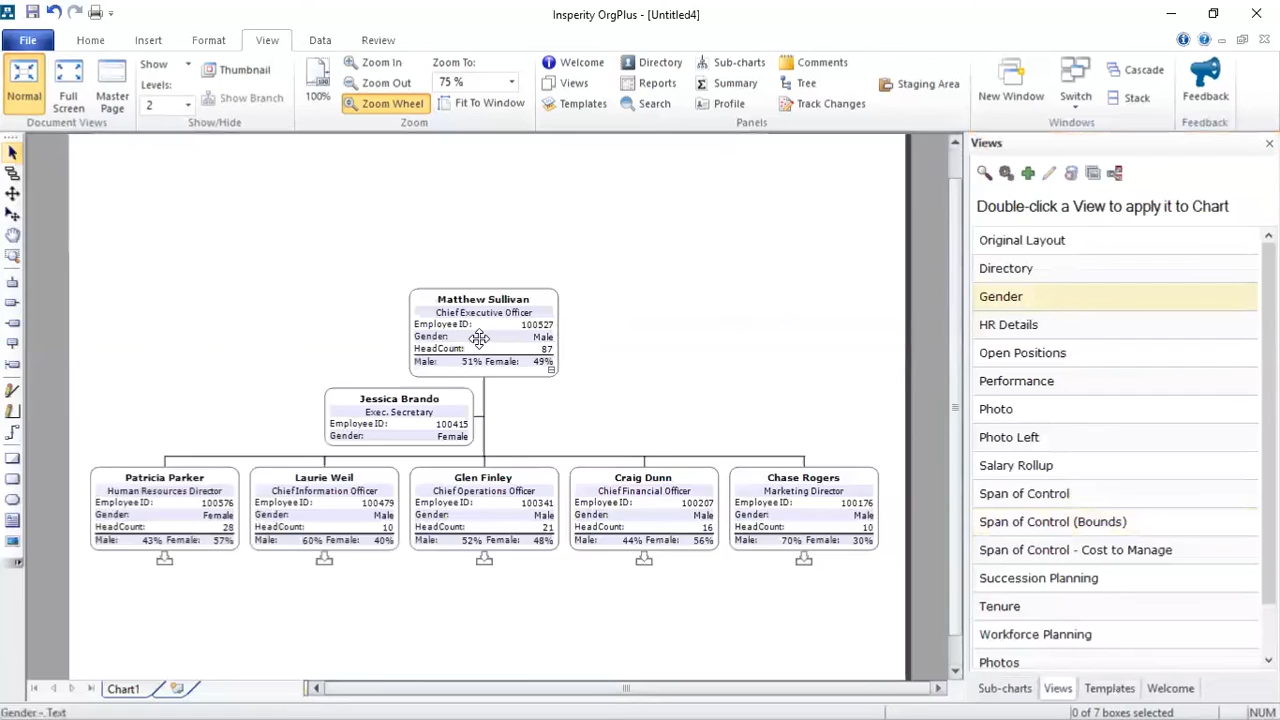 Insperity OrgPlus - [Untitled4]
File Home Insert Format View Data Review
Normal
Full Screen
Master Page
Document Views
Show
Levels:
2
Thumbnail
Show Branch
Show/Hide
100%
Zoom In
Zoom Out
Zoom Wheel
Zoom To:
75 %
Fit To Window
Zoom
Welcome Directory Sub-charts Comments
Views Reports Summary Tree Staging Area
Templates Search Profile Track Changes
Panels
New Window
Switch
Cascade
Stack
Windows
Feedback
Feedback
Matthew Sullivan
Chief Executive Officer
Employee ID: 100527
Gender: Male
HeadCount: 87
Male: 51% Female: 49%
Jessica Brando
Exec. Secretary
Employee ID: 100415
Gender: Female
Patricia Parker
Human Resources Director
Employee ID: 100576
Gender: Female
HeadCount: 28
Male: 43% Female: 57%
Laurie Weil
Chief Information Officer
Employee ID: 100479
Gender: Male
HeadCount: 10
Male: 60% Female: 40%
Glen Finley
Chief Operations Officer
Employee ID: 100341
Gender: Male
HeadCount: 21
Male: 52% Female: 48%
Craig Dunn
Chief Financial Officer
Employee ID: 100207
Gender: Male
HeadCount: 16
Male: 44% Female: 56%
Chase Rogers
Marketing Director
Employee ID: 100176
Gender: Male
HeadCount: 10
Male: 70% Female: 30%
Views
Double-click a View to apply it to Chart
Original Layout
Directory
Gender
HR Details
Open Positions
Performance
Photo
Photo Left
Salary Rollup
Span of Control
Span of Control (Bounds)
Span of Control - Cost to Manage
Succession Planning
Tenure
Workforce Planning
Photos
Chart1
Sub-charts Views Templates Welcome
Gender - Text
0 of 7 boxes selected
NUM